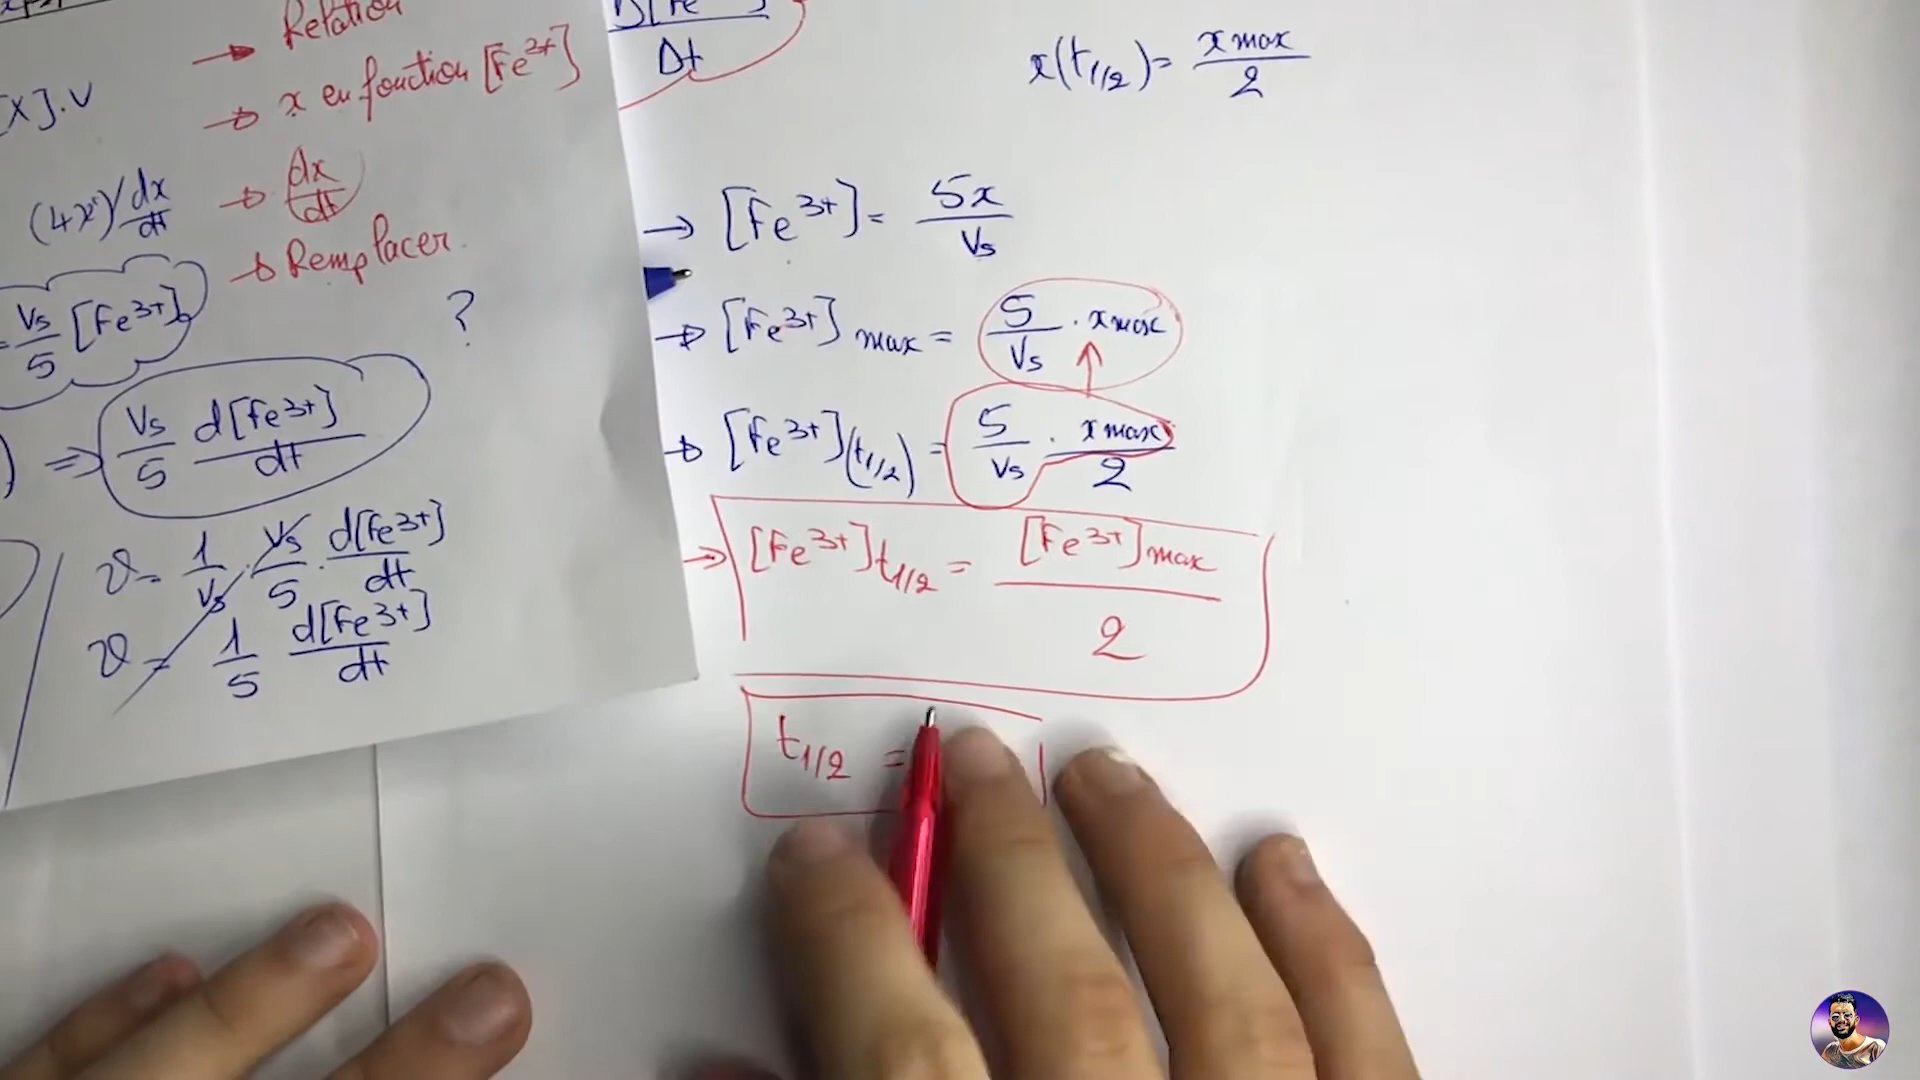 → Relation
[X].V → x en fonction [Fe³⁺]
(4x)' dx/dt → dx/dt
→ Remplacer
= Vs/5 [Fe³⁺] ?
⇒ Vs/5 d[Fe³⁺]/dt
v = 1/Vs . Vs/5 . d[Fe³⁺]/dt
v = 1/5 d[Fe³⁺]/dt
Δt
x(t1/2) = xmax/2
→ [Fe³⁺] = 5x/Vs
→ [Fe³⁺] max = 5/Vs . xmax
→ [Fe³⁺](t1/2) = 5/Vs . xmax/2
→ [Fe³⁺]t1/2 = [Fe³⁺]max/2
t1/2 =